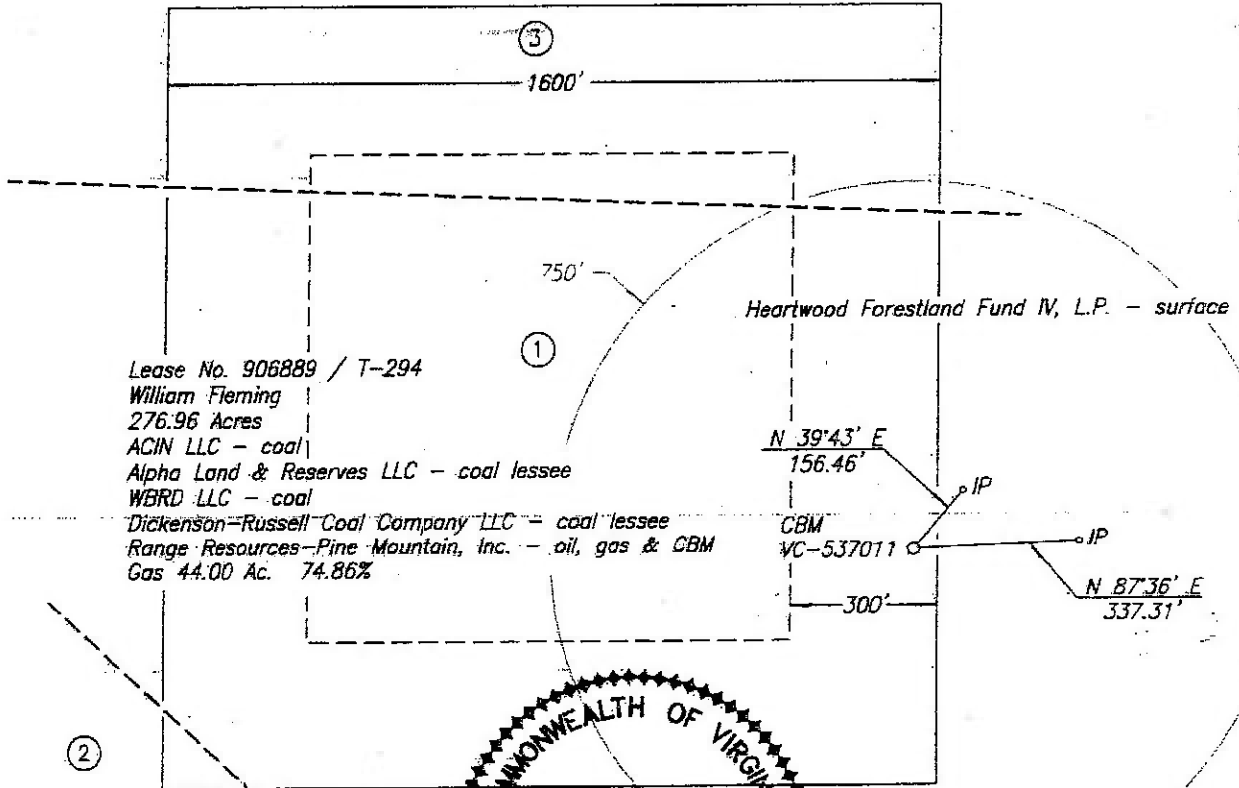 3
1600'
750'
Heartwood Forestland Fund IV, L.P. - surface
1
Lease No. 906889 / T-294
William Fleming
276.96 Acres
ACIN LLC - coal
Alpha Land & Reserves LLC - coal lessee
WBRD LLC - coal
Dickenson-Russell Coal Company LLC - coal lessee
Range Resources-Pine Mountain, Inc. - oil, gas & CBM
Gas 44.00 Ac. 74.86%
N 39°43' E
156.46'
IP
CBM
VC-537011
IP
N 87°36' E
337.31'
300'
2
MMONWEALTH OF VIRGIN